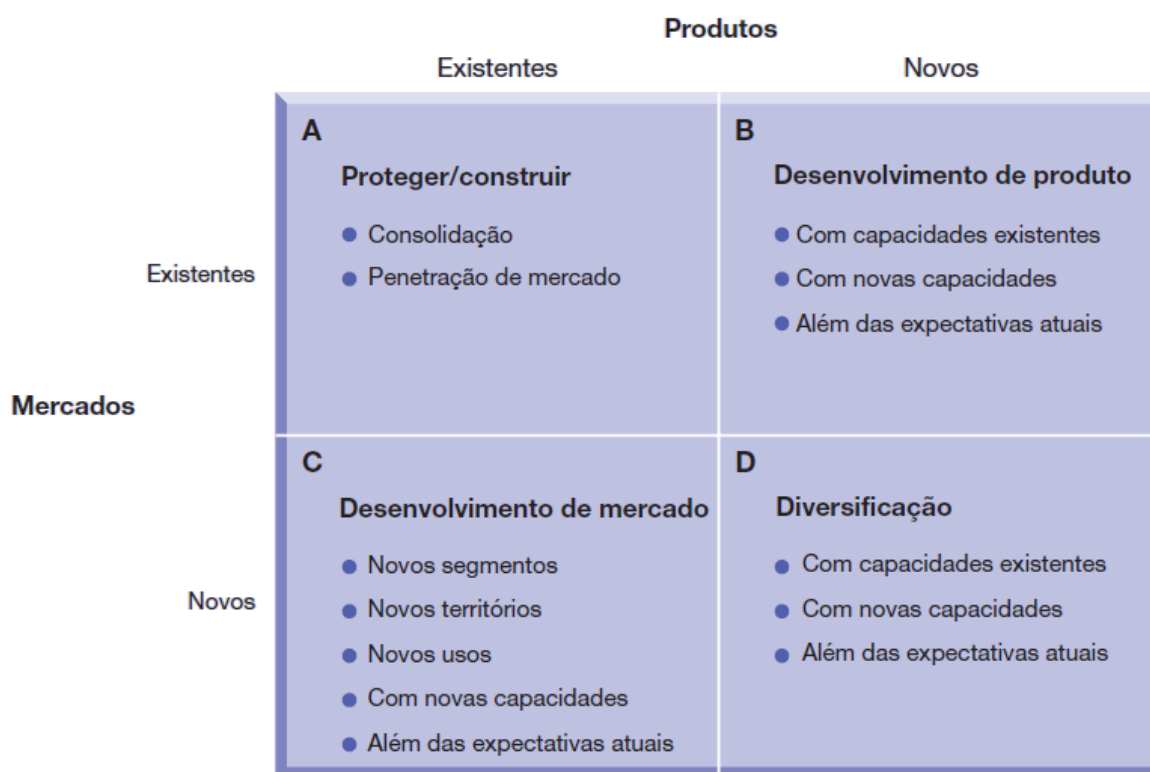 Produtos
Existentes
Novos
Mercados
Existentes
A
Proteger/construir
Consolidação
Penetração de mercado
B
Desenvolvimento de produto
Com capacidades existentes
Com novas capacidades
Além das expectativas atuais
Novos
C
Desenvolvimento de mercado
Novos segmentos
Novos territórios
Novos usos
Com novas capacidades
Além das expectativas atuais
D
Diversificação
Com capacidades existentes
Com novas capacidades
Além das expectativas atuais